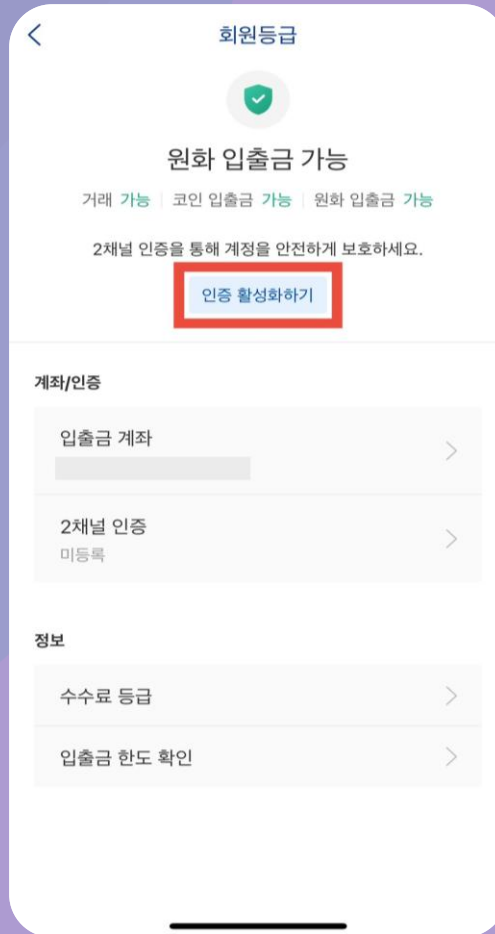 회원등급
원화 입출금 가능
거래 가능 코인 입출금 가능 원화 입출금 가능
2채널 인증을 통해 계정을 안전하게 보호하세요.
인증 활성화하기
계좌/인증
입출금 계좌
2채널 인증
미등록
정보
수수료 등급
입출금 한도 확인